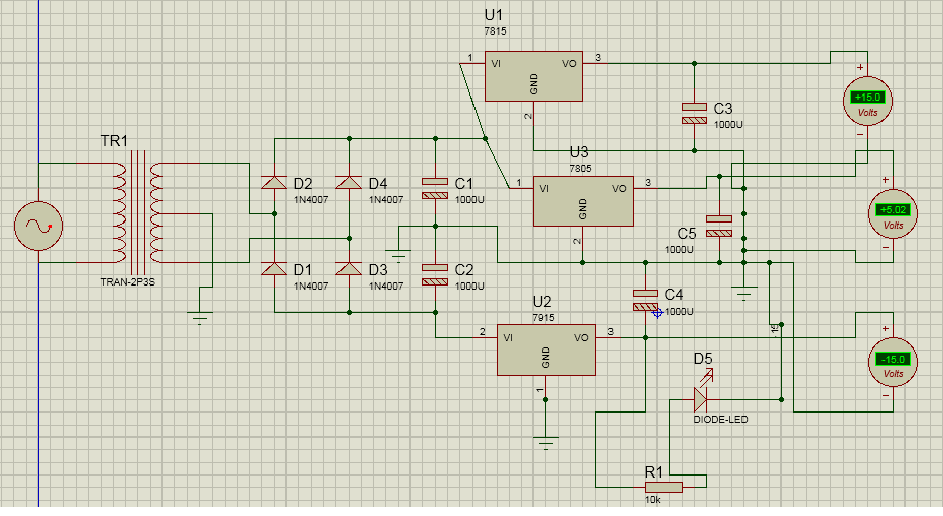 U1
7815
1 VI VO 3
GND
2
+
+15.0
Volts
-
C3
1000U
TR1
TRAN-2P3S
D2
1N4007
D4
1N4007
C1
1000U
U3
7805
1 VI VO 3
GND
2
C5
1000U
+
+5.02
Volts
-
D1
1N4007
D3
1N4007
C2
1000U
C4
1000U
U2
7915
2 VI VO 3
GND
1
+
-15.0
Volts
-
D5
DIODE-LED
R1
10k